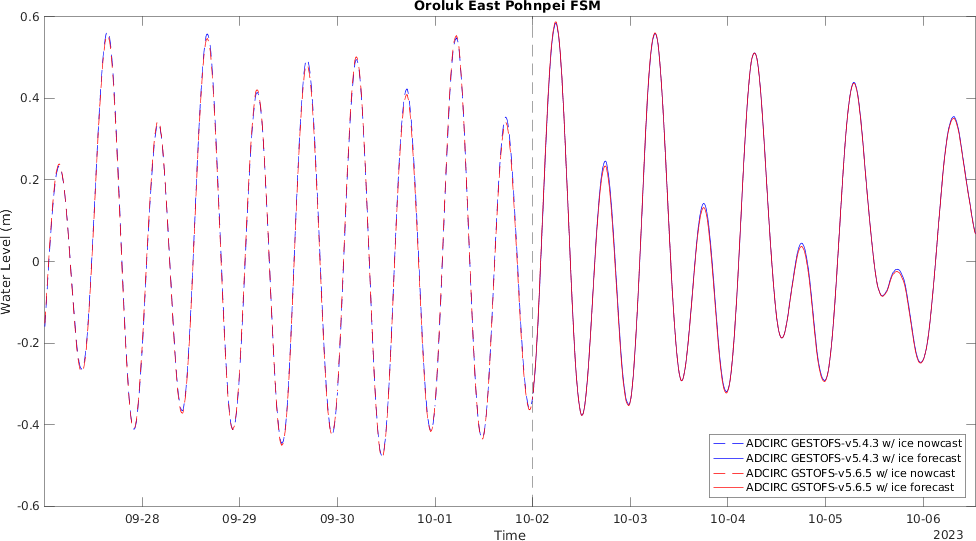 Oroluk East Pohnpei FSM
0.6
0.4
0.2
0
-0.2
-0.4
-0.6
Water Level (m)
ADCIRC GESTOFS-v5.4.3 w/ ice nowcast
ADCIRC GESTOFS-v5.4.3 w/ ice forecast
ADCIRC GSTOFS-v5.6.5 w/ ice nowcast
ADCIRC GSTOFS-v5.6.5 w/ ice forecast
09-28 09-29 09-30 10-01 10-02 10-03 10-04 10-05 10-06
Time
2023